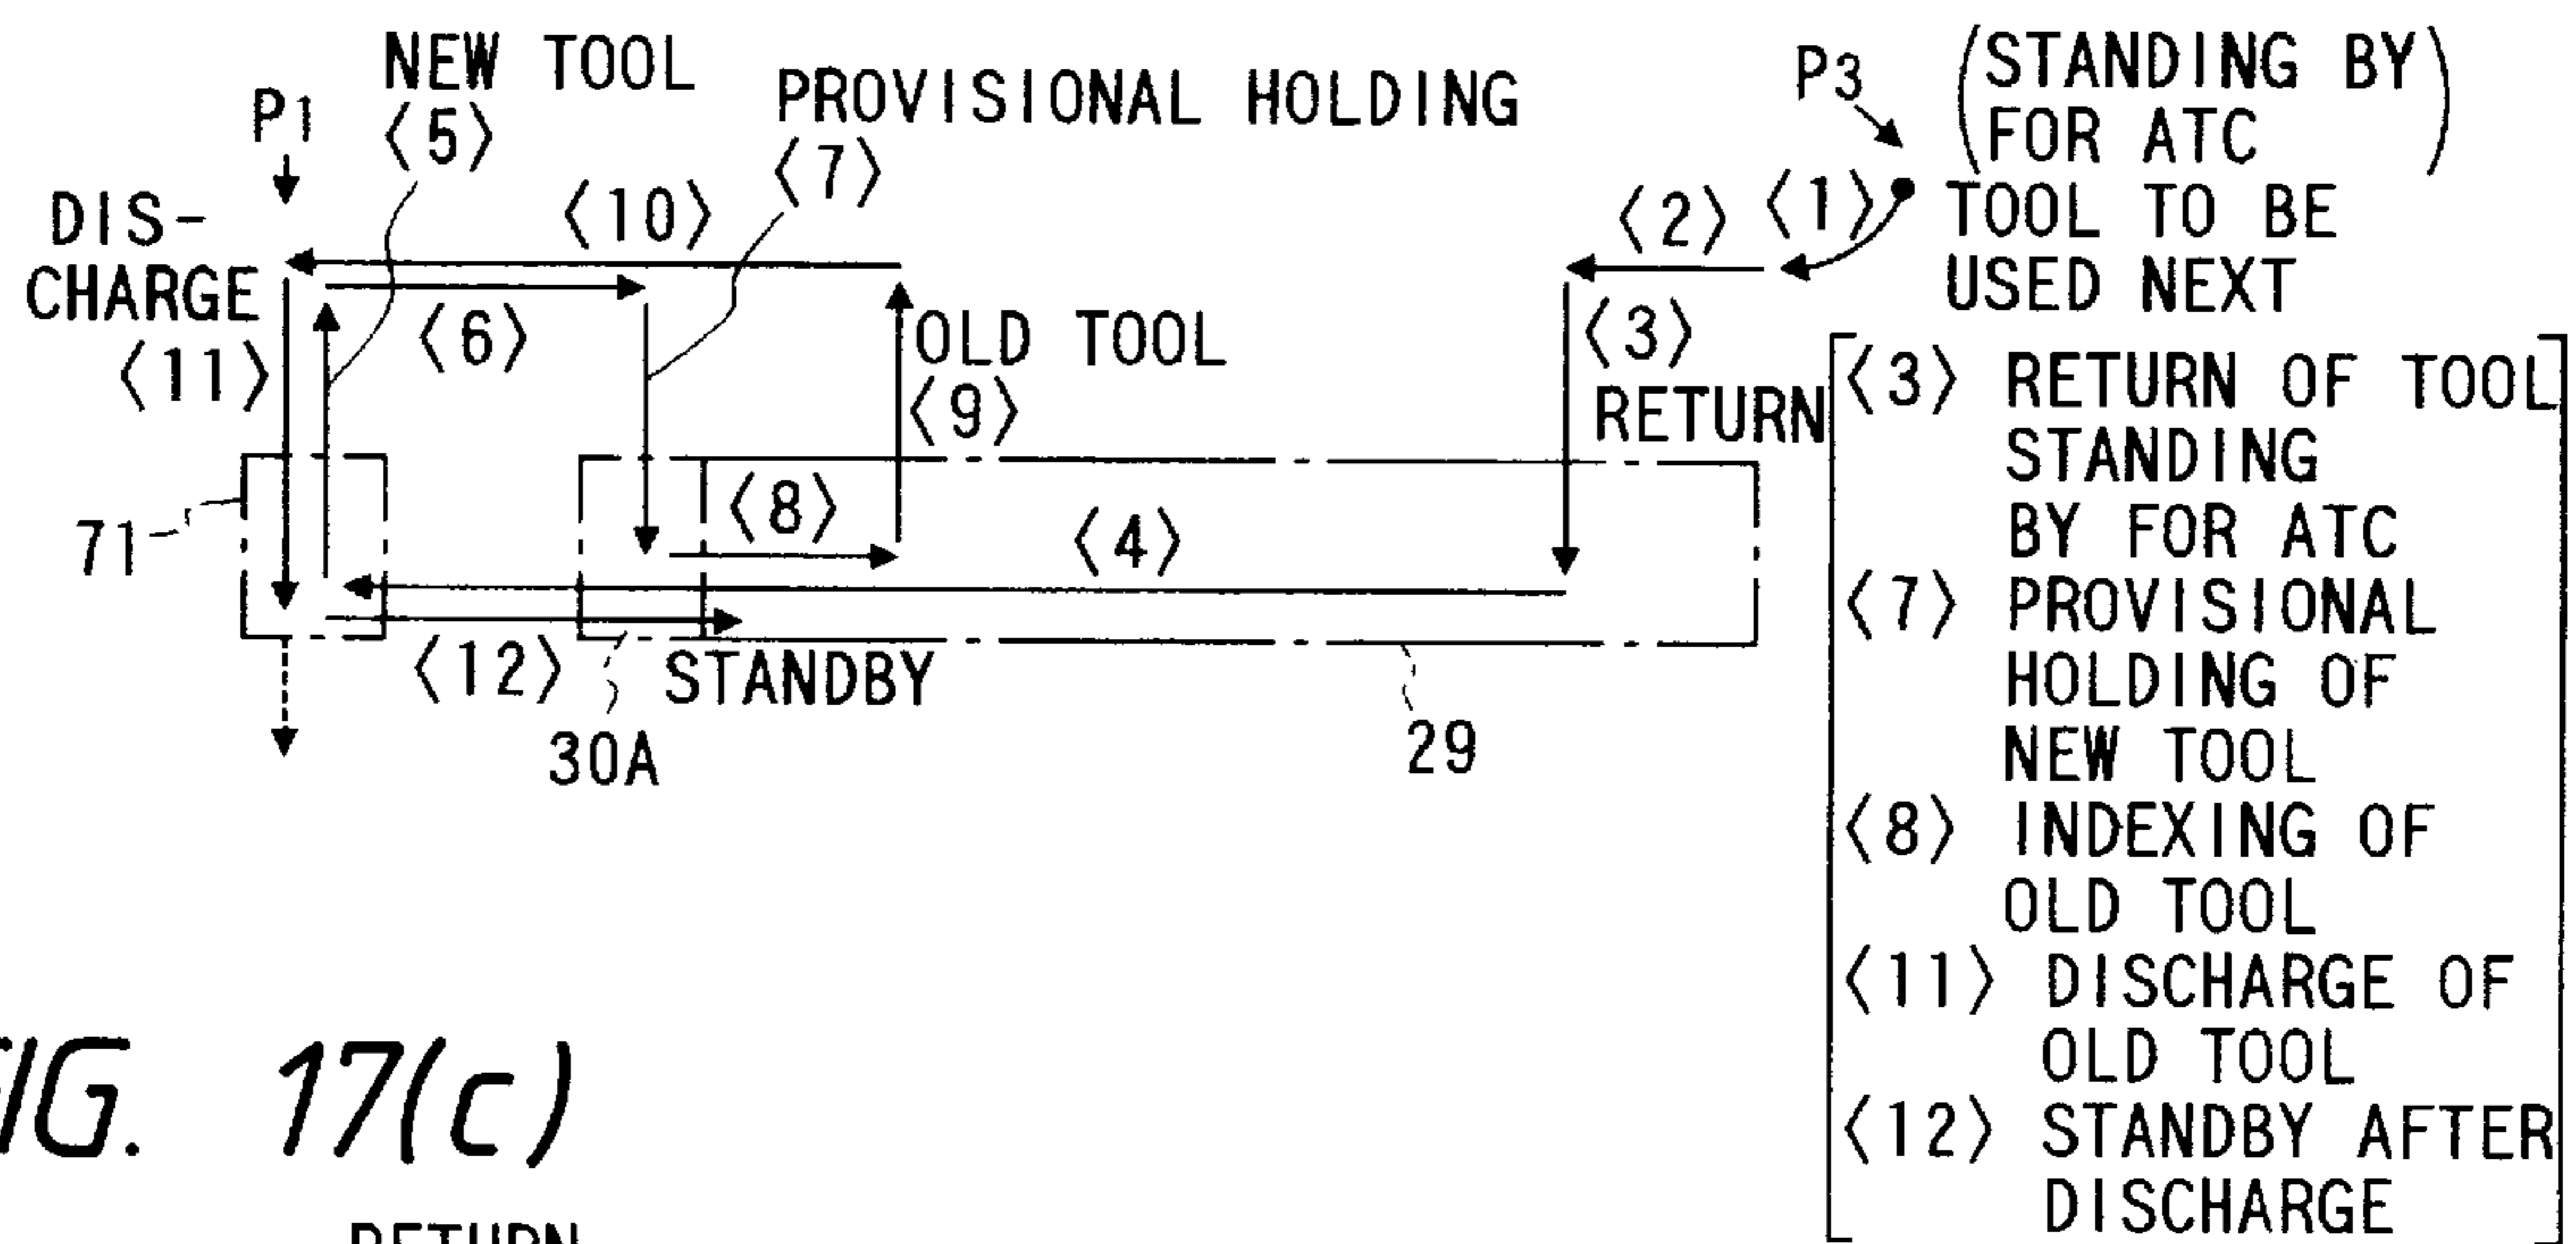 NEW TOOL
〈5〉
P1
PROVISIONAL HOLDING
〈7〉
P3
(STANDING BY
FOR ATC)
〈1〉
TOOL TO BE
USED NEXT
〈2〉
DIS-
CHARGE
〈10〉
〈6〉
〈11〉
OLD TOOL
〈9〉
〈3〉
RETURN
71
〈8〉
〈4〉
〈12〉
STANDBY
30A
29
〈3〉 RETURN OF TOOL
STANDING
BY FOR ATC
〈7〉 PROVISIONAL
HOLDING OF
NEW TOOL
〈8〉 INDEXING OF
OLD TOOL
〈11〉 DISCHARGE OF
OLD TOOL
〈12〉 STANDBY AFTER
DISCHARGE
FIG. 17(c)
RETURN